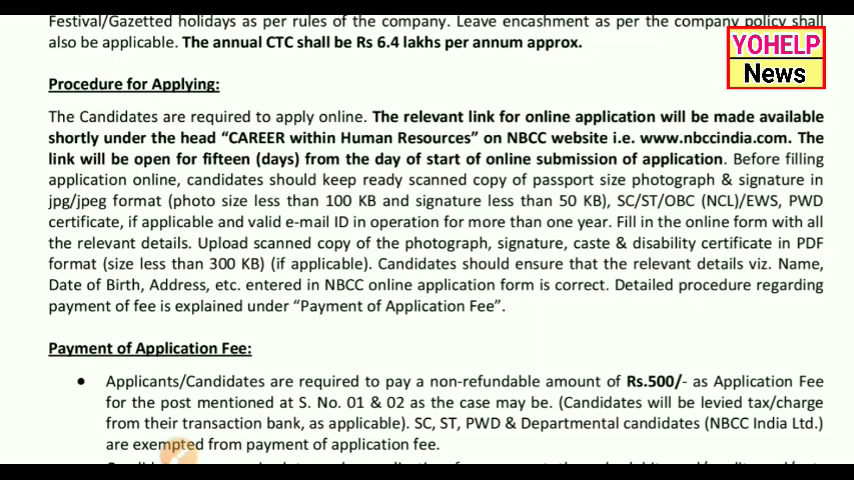 Festival/Gazetted holidays as per rules of the company. Leave encashment as per the company policy shall
also be applicable. The annual CTC shall be Rs 6.4 lakhs per annum approx.
YOHELP
News
Procedure for Applying:
The Candidates are required to apply online. The relevant link for online application will be made available
shortly under the head “CAREER within Human Resources” on NBCC website i.e. www.nbccindia.com. The
link will be open for fifteen (days) from the day of start of online submission of application. Before filling
application online, candidates should keep ready scanned copy of passport size photograph & signature in
jpg/jpeg format (photo size less than 100 KB and signature less than 50 KB), SC/ST/OBC (NCL)/EWS, PWD
certificate, if applicable and valid e-mail ID in operation for more than one year. Fill in the online form with all
the relevant details. Upload scanned copy of the photograph, signature, caste & disability certificate in PDF
format (size less than 300 KB) (if applicable). Candidates should ensure that the relevant details viz. Name,
Date of Birth, Address, etc. entered in NBCC online application form is correct. Detailed procedure regarding
payment of fee is explained under “Payment of Application Fee”.
Payment of Application Fee:
• Applicants/Candidates are required to pay a non-refundable amount of Rs.500/- as Application Fee
for the post mentioned at S. No. 01 & 02 as the case may be. (Candidates will be levied tax/charge
from their transaction bank, as applicable). SC, ST, PWD & Departmental candidates (NBCC India Ltd.)
are exempted from payment of application fee.